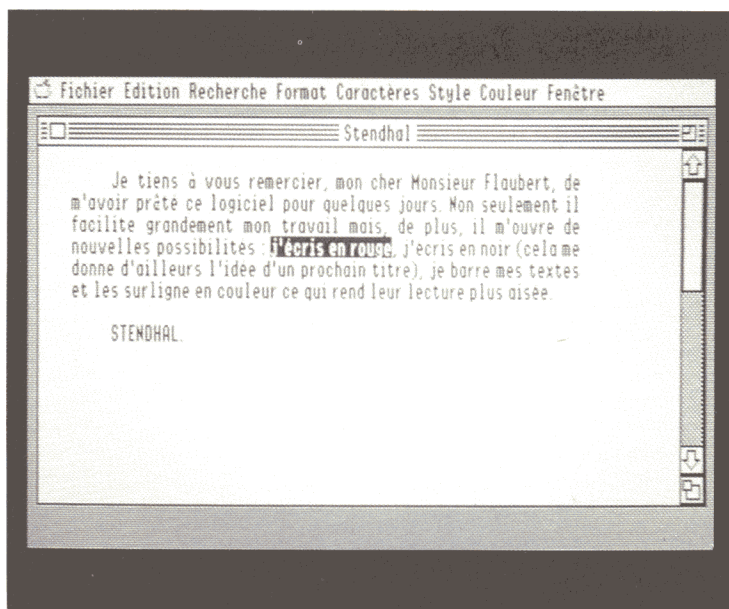 Fichier Edition Recherche Format Caractères Style Couleur Fenêtre
Stendhal
Je tiens à vous remercier, mon cher Monsieur Flaubert, de
m'avoir prêté ce logiciel pour quelques jours. Non seulement il
facilite grandement mon travail mais, de plus, il m'ouvre de
nouvelles possibilités : j'écris en rouge, j'écris en noir (cela me
donne d'ailleurs l'idée d'un prochain titre), je barre mes textes
et les surligne en couleur ce qui rend leur lecture plus aisée.
STENDHAL.